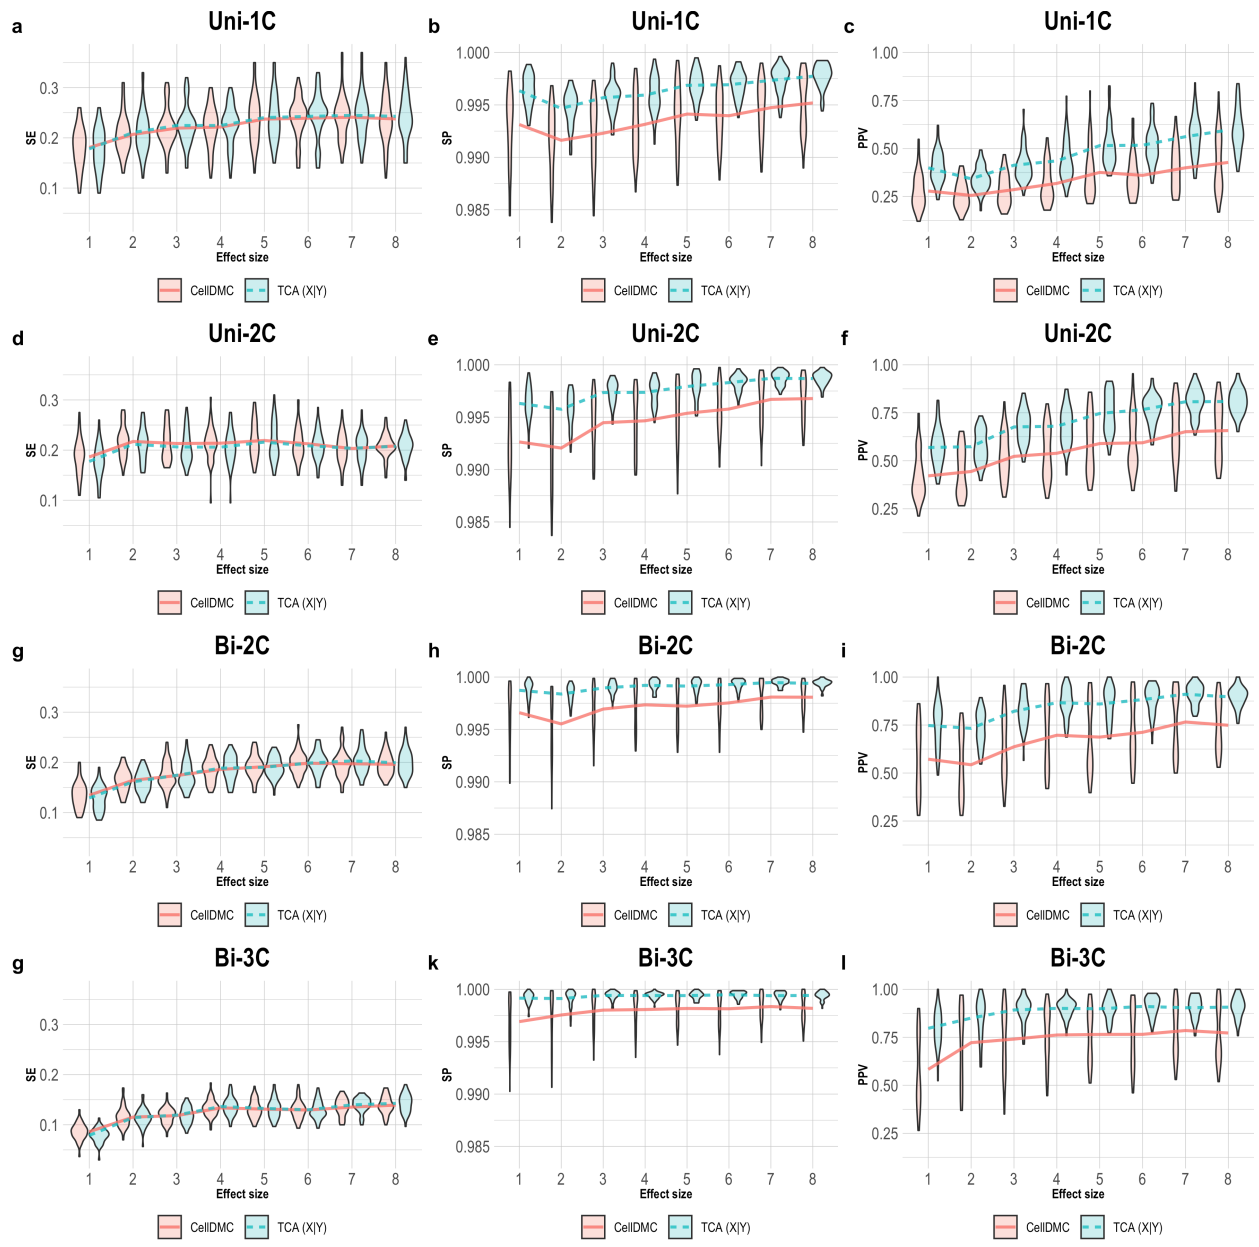 a Uni-1C
SE
0.3
0.2
0.1
1 2 3 4 5 6 7 8
Effect size
CellDMC TCA (X|Y)
b Uni-1C
SP
1.000
0.995
0.990
0.985
1 2 3 4 5 6 7 8
Effect size
CellDMC TCA (X|Y)
c Uni-1C
PPV
1.00
0.75
0.50
0.25
1 2 3 4 5 6 7 8
Effect size
CellDMC TCA (X|Y)
d Uni-2C
SE
0.3
0.2
0.1
1 2 3 4 5 6 7 8
Effect size
CellDMC TCA (X|Y)
e Uni-2C
SP
1.000
0.995
0.990
0.985
1 2 3 4 5 6 7 8
Effect size
CellDMC TCA (X|Y)
f Uni-2C
PPV
1.00
0.75
0.50
0.25
1 2 3 4 5 6 7 8
Effect size
CellDMC TCA (X|Y)
g Bi-2C
SE
0.3
0.2
0.1
1 2 3 4 5 6 7 8
Effect size
CellDMC TCA (X|Y)
h Bi-2C
SP
1.000
0.995
0.990
0.985
1 2 3 4 5 6 7 8
Effect size
CellDMC TCA (X|Y)
i Bi-2C
PPV
1.00
0.75
0.50
0.25
1 2 3 4 5 6 7 8
Effect size
CellDMC TCA (X|Y)
g Bi-3C
SE
0.3
0.2
0.1
1 2 3 4 5 6 7 8
Effect size
CellDMC TCA (X|Y)
k Bi-3C
SP
1.000
0.995
0.990
0.985
1 2 3 4 5 6 7 8
Effect size
CellDMC TCA (X|Y)
l Bi-3C
PPV
1.00
0.75
0.50
0.25
1 2 3 4 5 6 7 8
Effect size
CellDMC TCA (X|Y)